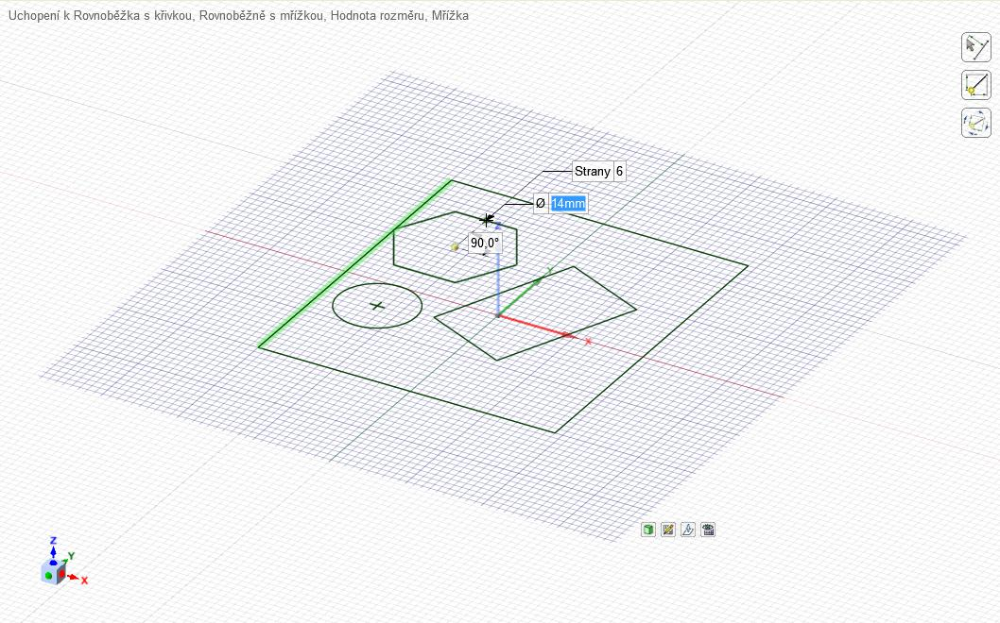 Uchopení k Rovnoběžka s křivkou, Rovnoběžně s mřížkou, Hodnota rozměru, Mřížka
Strany 6
Ø 14mm
Z
90,0°
Y
X
Z
Y
X